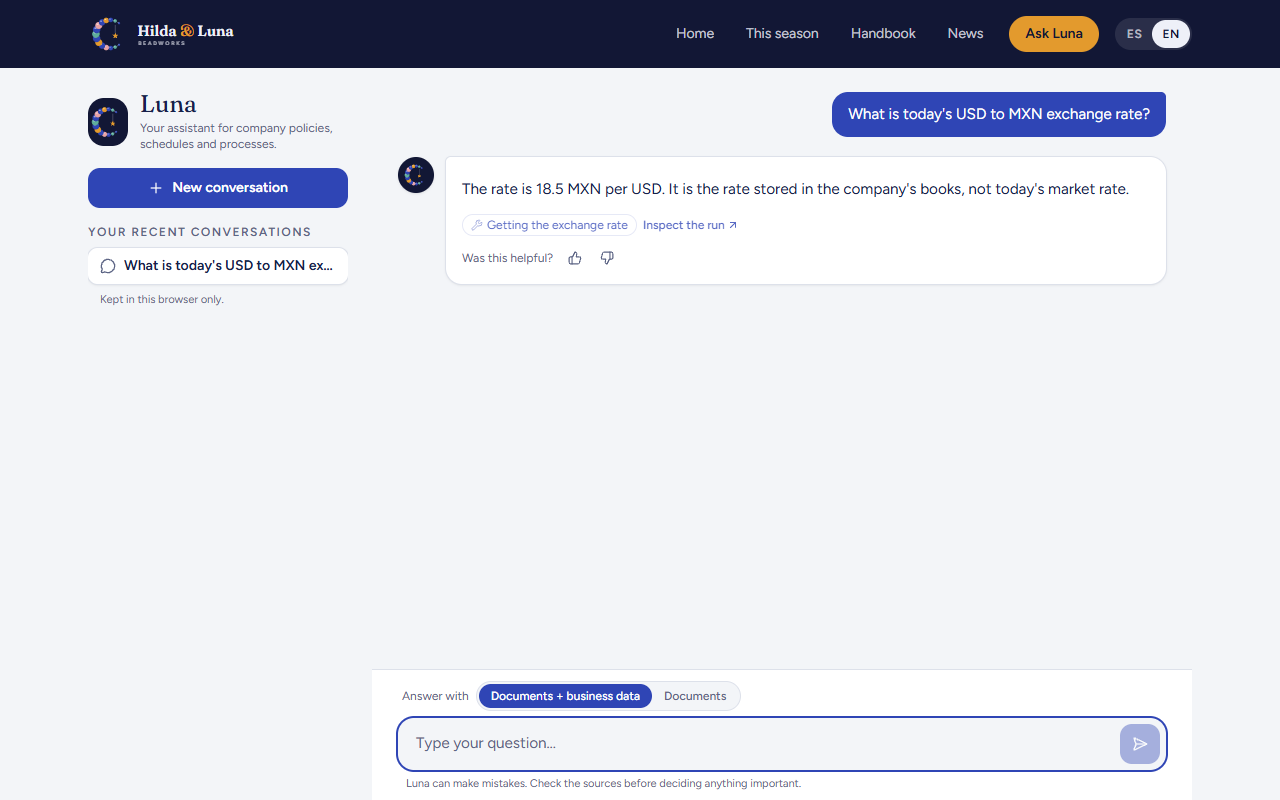 Hilda & Luna
BEADWORKS
Home
This season
Handbook
News
Ask Luna
ES
EN
Luna
Your assistant for company policies,
schedules and processes.
New conversation
YOUR RECENT CONVERSATIONS
What is today's USD to MXN ex...
Kept in this browser only.
What is today's USD to MXN exchange rate?
The rate is 18.5 MXN per USD. It is the rate stored in the company's books, not today's market rate.
Getting the exchange rate
Inspect the run
Was this helpful?
Answer with
Documents + business data
Documents
Type your question...
Luna can make mistakes. Check the sources before deciding anything important.